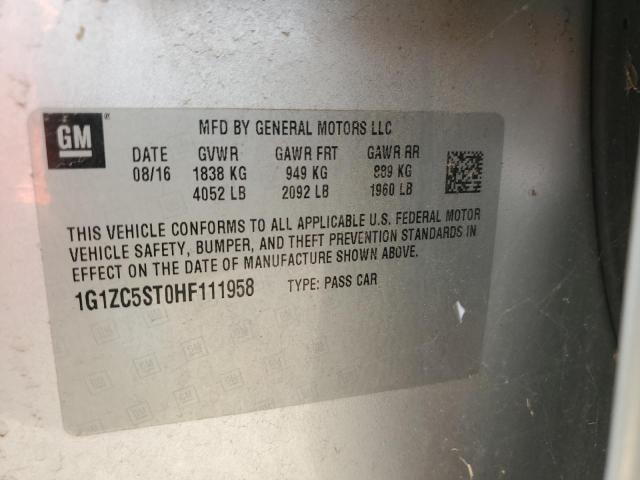 GM
®
MFD BY GENERAL MOTORS LLC
DATE GVWR GAWR FRT GAWR RR
08/16 1838 KG 949 KG 889 KG
4052 LB 2092 LB 1960 LB
THIS VEHICLE CONFORMS TO ALL APPLICABLE U.S. FEDERAL MOTOR
VEHICLE SAFETY, BUMPER, AND THEFT PREVENTION STANDARDS IN
EFFECT ON THE DATE OF MANUFACTURE SHOWN ABOVE.
1G1ZC5ST0HF111958 TYPE: PASS CAR